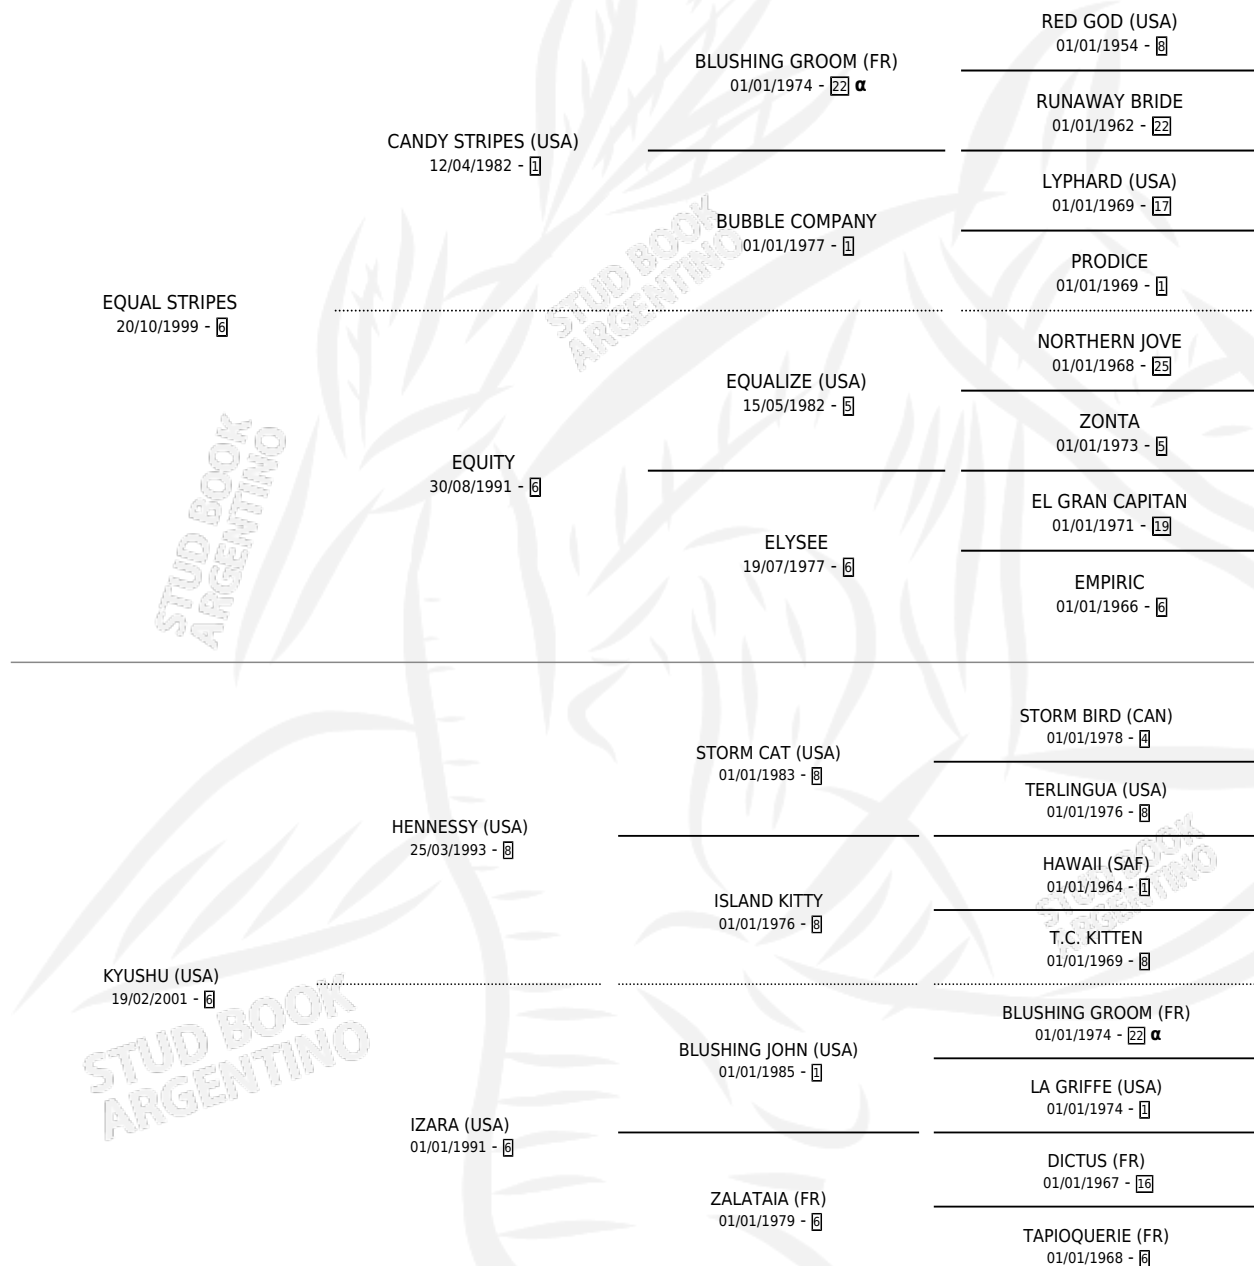 RED GOD (USA)
01/01/1954 - 8
BLUSHING GROOM (FR)
01/01/1974 - 22 α
RUNAWAY BRIDE
01/01/1962 - 22
CANDY STRIPES (USA)
12/04/1982 - 1
LYPHARD (USA)
01/01/1969 - 17
BUBBLE COMPANY
01/01/1977 - 1
PRODICE
01/01/1969 - 1
EQUAL STRIPES
20/10/1999 - 6
NORTHERN JOVE
01/01/1968 - 25
EQUALIZE (USA)
15/05/1982 - 5
ZONTA
01/01/1973 - 5
EQUITY
30/08/1991 - 6
EL GRAN CAPITAN
01/01/1971 - 19
ELYSEE
19/07/1977 - 6
EMPIRIC
01/01/1966 - 6
STORM BIRD (CAN)
01/01/1978 - 4
STORM CAT (USA)
01/01/1983 - 8
TERLINGUA (USA)
01/01/1976 - 8
HENNESSY (USA)
25/03/1993 - 8
HAWAII (SAF)
01/01/1964 - 1
ISLAND KITTY
01/01/1976 - 8
T.C. KITTEN
01/01/1969 - 8
KYUSHU (USA)
19/02/2001 - 6
BLUSHING GROOM (FR)
01/01/1974 - 22 α
BLUSHING JOHN (USA)
01/01/1985 - 1
LA GRIFFE (USA)
01/01/1974 - 1
IZARA (USA)
01/01/1991 - 6
DICTUS (FR)
01/01/1967 - 16
ZALATAIA (FR)
01/01/1979 - 6
TAPIOQUERIE (FR)
01/01/1968 - 6
STUD BOOK
ARGENTINO
STUD BOOK
ARGENTINO
STUD BOOK
ARGENTINO
STUD BOOK
ARGENTINO